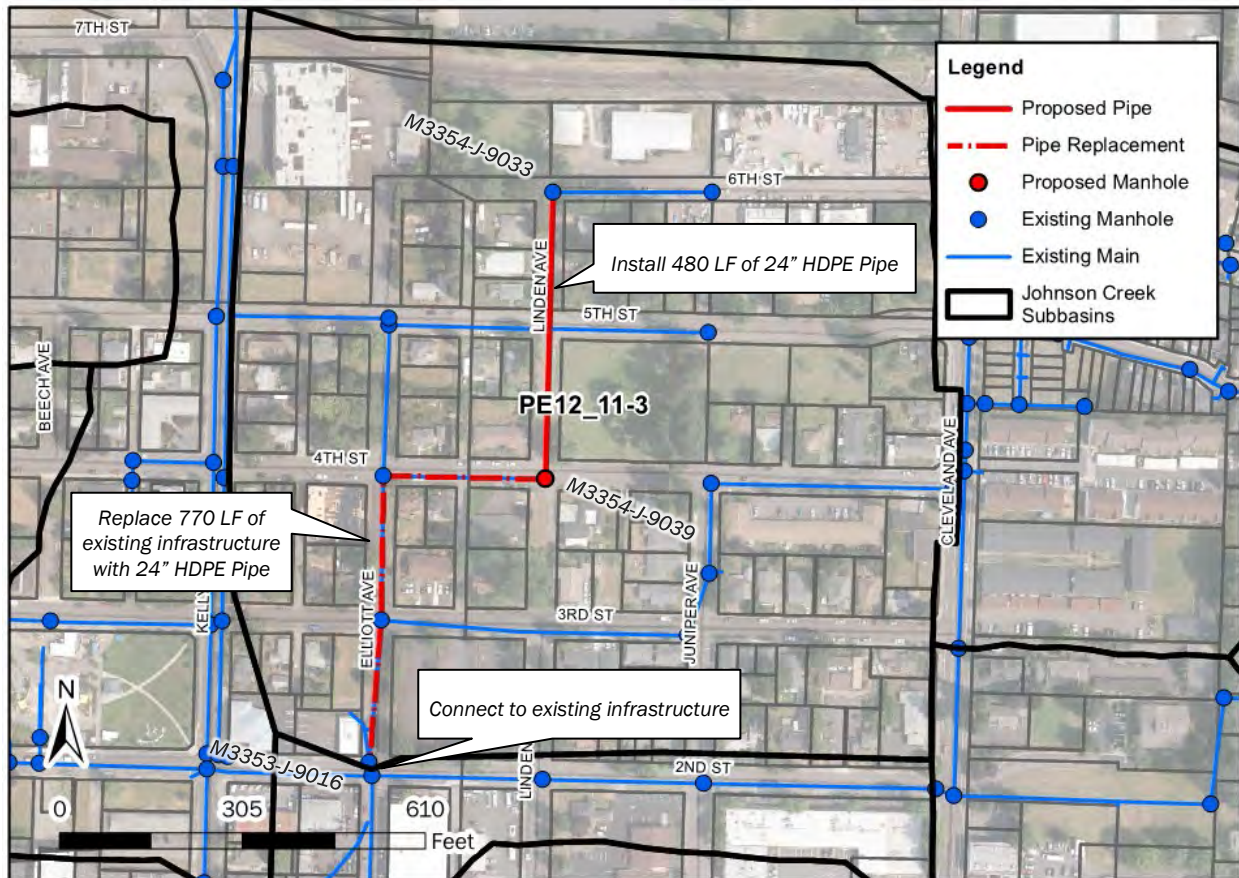 7TH ST
Legend
Proposed Pipe
Pipe Replacement
Proposed Manhole
Existing Manhole
Existing Main
Johnson Creek
Subbasins
M3354-J-9033
6TH ST
Install 480 LF of 24” HDPE Pipe
LINDEN AVE
5TH ST
BEECH AVE
PE12_11-3
4TH ST
M3354-J-9039
CLEVELAND AVE
Replace 770 LF of
existing infrastructure
with 24” HDPE Pipe
KELLY
ELLIOTT AVE
3RD ST
JUNIPER AVE
N
Connect to existing infrastructure
M3353-J-9016
LINDEN
2ND ST
0 305 610
Feet